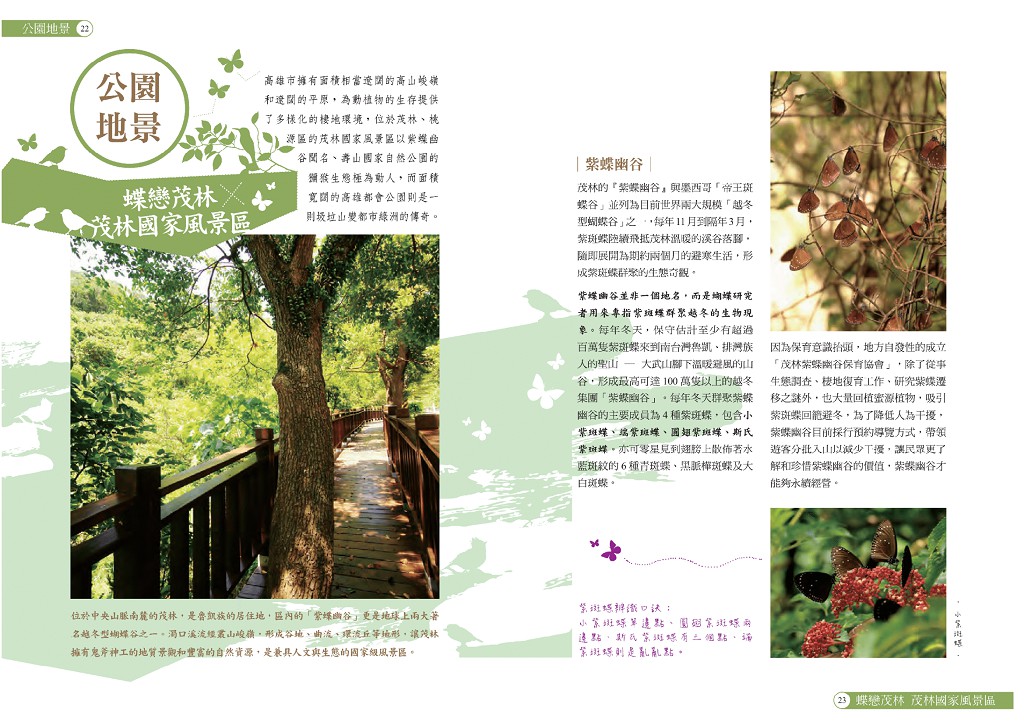 公園地景 22
公園
地景
高雄市擁有面積相當遼闊的高山峻嶺
和遼闊的平原，為動植物的生存提供
了多樣化的棲地環境，位於茂林、桃
源區的茂林國家風景區以紫蝶幽
谷聞名、壽山國家自然公園的
獼猴生態極為動人，而面積
寬闊的高雄都會公園則是一
則垃圾山變都市綠洲的傳奇。
蝶戀茂林×
茂林國家風景區
位於中央山脈南麓的茂林，是魯凱族的居住地，區內的「紫蝶幽谷」更是地球上兩大著
名越冬型蝴蝶谷之一。濁口溪流經叢山峻嶺，形成谷地、曲流、環流丘等地形，讓茂林
擁有鬼斧神工的地質景觀和豐富的自然資源，是兼具人文與生態的國家級風景區。
紫蝶幽谷
茂林的『紫蝶幽谷』與墨西哥「帝王斑
蝶谷」並列為目前世界兩大規模「越冬
型蝴蝶谷」之一，每年 11 月到隔年 3 月，
紫斑蝶陸續飛抵茂林溫暖的溪谷落腳，
隨即展開為期約兩個月的避寒生活，形
成紫斑蝶群聚的生態奇觀。
紫蝶幽谷並非一個地名，而是蝴蝶研究
者用來專指紫斑蝶群聚越冬的生物現
象。每年冬天，保守估計至少有超過
百萬隻紫斑蝶來到南台灣魯凱、排灣族
人的聖山 — 大武山腳下溫暖避風的山
谷，形成最高可達 100 萬隻以上的越冬
集團「紫蝶幽谷」。每年冬天群聚紫蝶
幽谷的主要成員為 4 種紫斑蝶，包含小
紫斑蝶、端紫斑蝶、圓翅紫斑蝶、斯氏
紫斑蝶。亦可零星見到翅膀上散佈著水
藍斑紋的 6 種青斑蝶、黑脈樺斑蝶及大
白斑蝶。
紫斑蝶辨識口訣：
小紫斑蝶單邊點、圓翅紫斑蝶兩
邊點、斯氏紫斑蝶有三個點、端
紫斑蝶則是亂亂點。
因為保育意識抬頭，地方自發性的成立
「茂林紫蝶幽谷保育協會」，除了從事
生態調查、棲地復育工作、研究紫蝶遷
移之謎外，也大量回植蜜源植物，吸引
紫斑蝶回籠避冬，為了降低人為干擾，
紫蝶幽谷目前採行預約導覽方式，帶領
遊客分批入山以減少干擾，讓民眾更了
解和珍惜紫蝶幽谷的價值，紫蝶幽谷才
能夠永續經營。
．小紫斑蝶．
23 蝶戀茂林 茂林國家風景區